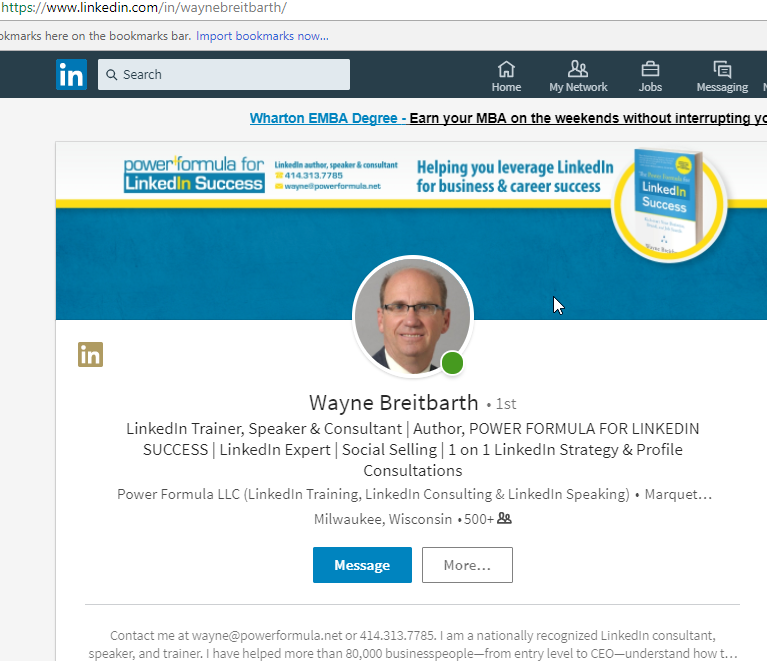 https://www.linkedin.com/in/waynebreitbarth/
okmarks here on the bookmarks bar. Import bookmarks now...
in Search
Home My Network Jobs Messaging
Wharton EMBA Degree - Earn your MBA on the weekends without interrupting yo
power formula for
LinkedIn Success
LinkedIn author, speaker & consultant
414.313.7785
wayne@powerformula.net
Helping you leverage LinkedIn
for business & career success
LinkedIn
Success
in
Wayne Breitbarth • 1st
LinkedIn Trainer, Speaker & Consultant | Author, POWER FORMULA FOR LINKEDIN
SUCCESS | LinkedIn Expert | Social Selling | 1 on 1 LinkedIn Strategy & Profile
Consultations
Power Formula LLC (LinkedIn Training, LinkedIn Consulting & LinkedIn Speaking) • Marquet...
Milwaukee, Wisconsin • 500+
Message More...
Contact me at wayne@powerformula.net or 414.313.7785. I am a nationally recognized LinkedIn consultant,
speaker, and trainer. I have helped more than 80,000 businesspeople—from entry level to CEO—understand how t...